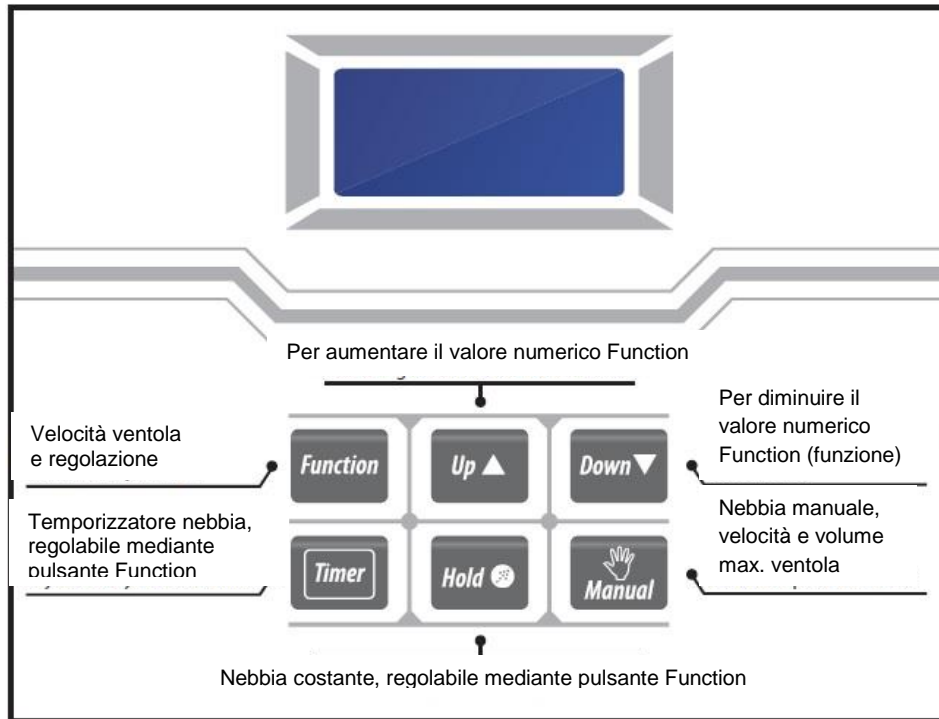 Per aumentare il valore numerico Function
Velocità ventola
e regolazione
Per diminuire il
valore numerico
Function (funzione)
Function
Up ▲
Down ▼
Temporizzatore nebbia,
regolabile mediante
pulsante Function
Nebbia manuale,
velocità e volume
max. ventola
Timer
Hold
Manual
Nebbia costante, regolabile mediante pulsante Function